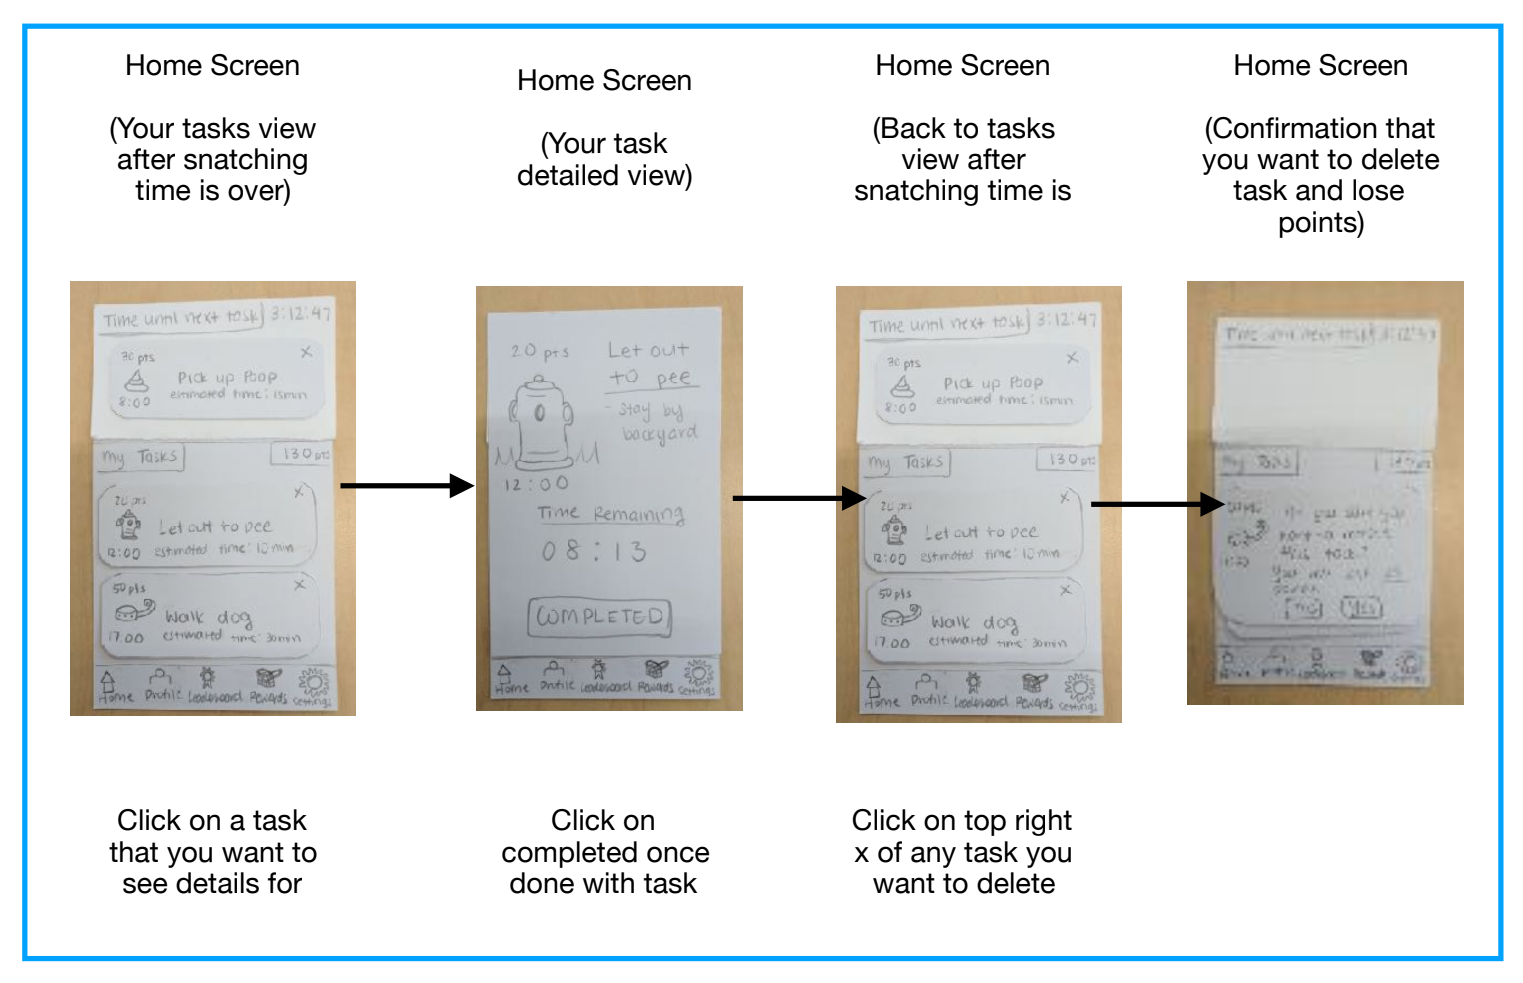 Home Screen
(Your tasks view
after snatching
time is over)
Time until next task 3:12:47
30 pts
x
Pick up Poop
8:00
estimated time: 15min
my Tasks
130 pts
20 pts
x
Let out to pee
12:00 estimated time: 10 min
50 pts
x
Walk dog
17:00 estimated time: 30min
Home Profile Leaderboard Rewards Settings
Click on a task
that you want to
see details for
Home Screen
(Your task
detailed view)
20 pts
Let out
to pee
- Stay by
backyard
12:00
Time Remaining
08:13
COMPLETED
Home Profile Leaderboard Rewards Settings
Click on
completed once
done with task
Home Screen
(Back to tasks
view after
snatching time is
Time until next task 3:12:47
30 pts
x
Pick up Poop
8:00
estimated time: 15min
my Tasks
130 pts
20 pts
x
Let out to pee
12:00 estimated time: 10 min
50 pts
x
Walk dog
17:00 estimated time: 30min
Home Profile Leaderboard Rewards Settings
Click on top right
x of any task you
want to delete
Home Screen
(Confirmation that
you want to delete
task and lose
points)
Time until next task
my Tasks
NO YES